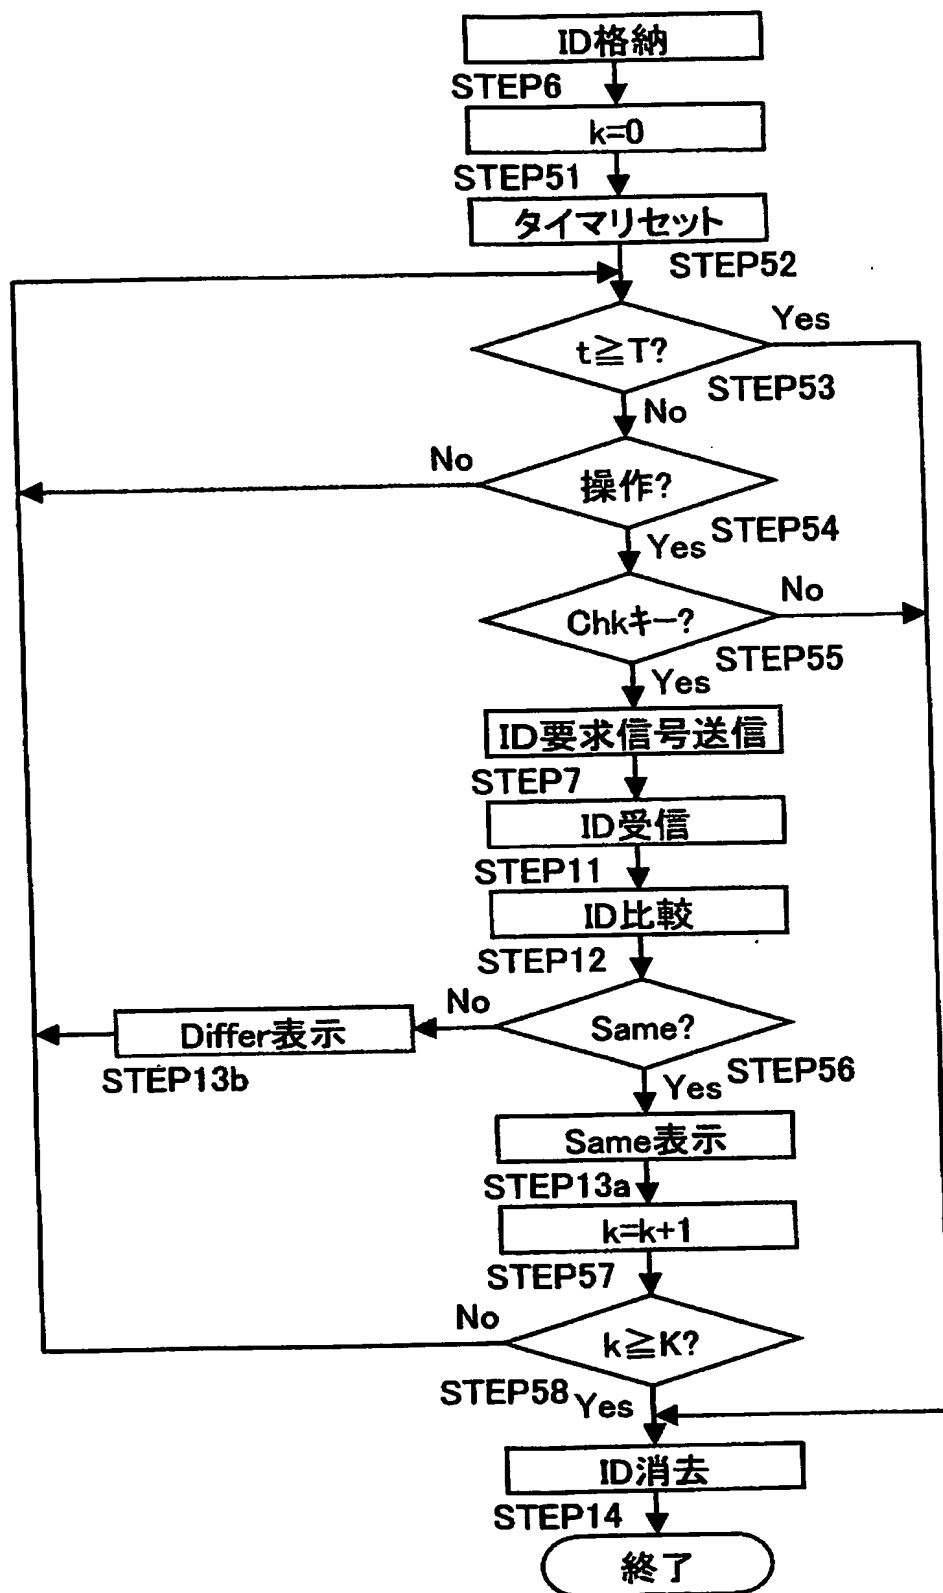 ID格納
STEP6
k=0
STEP51
タイマリセット
STEP52
t≧T?
Yes
STEP53
No
操作?
No
STEP54
Yes
Chkキー?
No
STEP55
Yes
ID要求信号送信
STEP7
ID受信
STEP11
ID比較
STEP12
Same?
No
Differ表示
STEP13b
STEP56
Yes
Same表示
STEP13a
k=k+1
STEP57
k≧K?
No
STEP58
Yes
ID消去
STEP14
終了